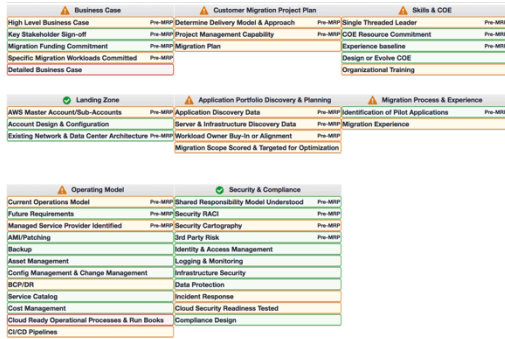 Business Case
High Level Business Case Pre-MRP
Key Stakeholder Sign-off Pre-MRP
Migration Funding Commitment Pre-MRP
Specific Migration Workloads Committed Pre-MRP
Detailed Business Case
Customer Migration Project Plan
Determine Delivery Model & Approach Pre-MRP
Project Management Capability Pre-MRP
Migration Plan
Skills & COE
Single Threaded Leader Pre-MR
COE Resource Commitment Pre-MR
Experience baseline Pre-MR
Design or Evolve COE
Organizational Training
Landing Zone
AWS Master Account/Sub-Accounts Pre-MRP
Account Design & Configuration
Existing Network & Data Center Architecture Pre-MRP
Application Portfolio Discovery & Planning
Application Discovery Data Pre-MRP
Server & Infrastructure Discovery Data Pre-MRP
Workload Owner Buy-In or Alignment Pre-MRP
Migration Scope Scored & Targeted for Optimization
Migration Process & Experience
Identification of Pilot Applications Pre-MR
Migration Experience
Operating Model
Current Operations Model Pre-MRP
Future Requirements Pre-MRP
Managed Service Provider Identified Pre-MRP
AMI/Patching
Backup
Asset Management
Config Management & Change Management
BCP/DR
Service Catalog
Cost Management
Cloud Ready Operational Processes & Run Books
CI/CD Pipelines
Security & Compliance
Shared Responsibility Model Understood Pre-MRP
Security RACI Pre-MRP
Security Cartography Pre-MRP
3rd Party Risk Pre-MRP
Identity & Access Management
Logging & Monitoring
Infrastructure Security
Data Protection
Incident Response
Cloud Security Readiness Tested
Compliance Design